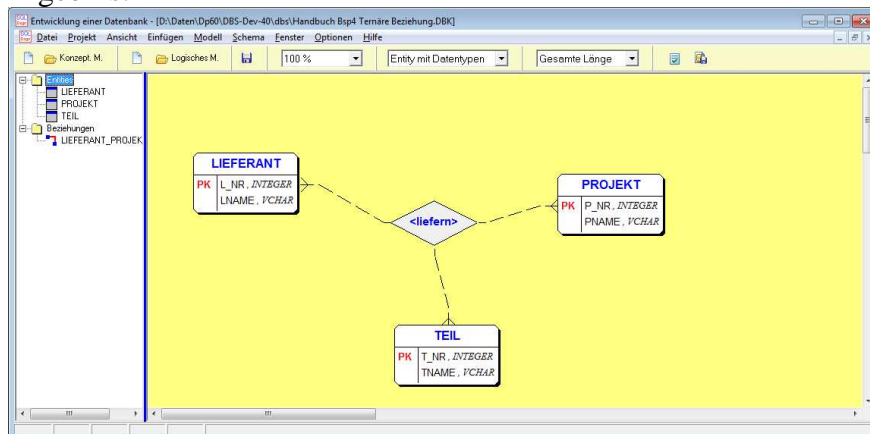 Entwicklung einer Datenbank - [D:\Daten\Dp60\DBS-Dev-40\dbs\Handbuch Bsp4 Ternäre Beziehung.DBK]
Datei Projekt Ansicht Einfügen Modell Schema Fenster Optionen Hilfe
Konzept. M. Logisches M. 100 % Entity mit Datentypen Gesamte Länge
Entities
LIEFERANT
PROJEKT
TEIL
Beziehungen
LIEFERANT_PROJEK
LIEFERANT
PK L_NR , INTEGER
LNAME , VCHAR
<liefern>
PROJEKT
PK P_NR , INTEGER
PNAME , VCHAR
TEIL
PK T_NR , INTEGER
TNAME , VCHAR